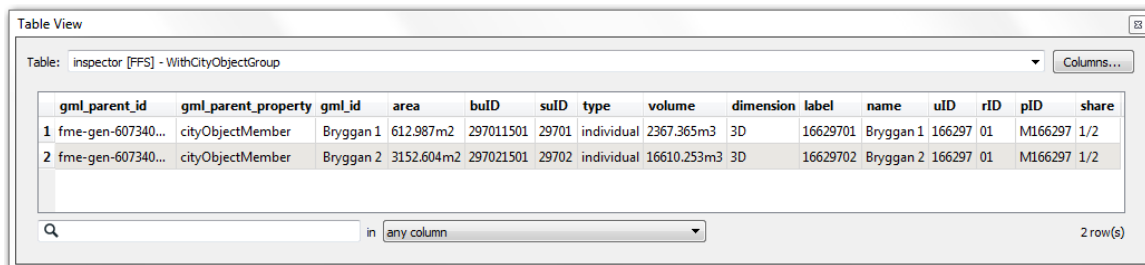 Table View
Table: inspector [FFS] - WithCityObjectGroup Columns...
gml_parent_id gml_parent_property gml_id area buID suID type volume dimension label name uID rID pID share
1 fme-gen-607340... cityObjectMember Bryggan 1 612.987m2 297011501 29701 individual 2367.365m3 3D 16629701 Bryggan 1 166297 01 M166297 1/2
2 fme-gen-607340... cityObjectMember Bryggan 2 3152.604m2 297021501 29702 individual 16610.253m3 3D 16629702 Bryggan 2 166297 01 M166297 1/2
in any column 2 row(s)